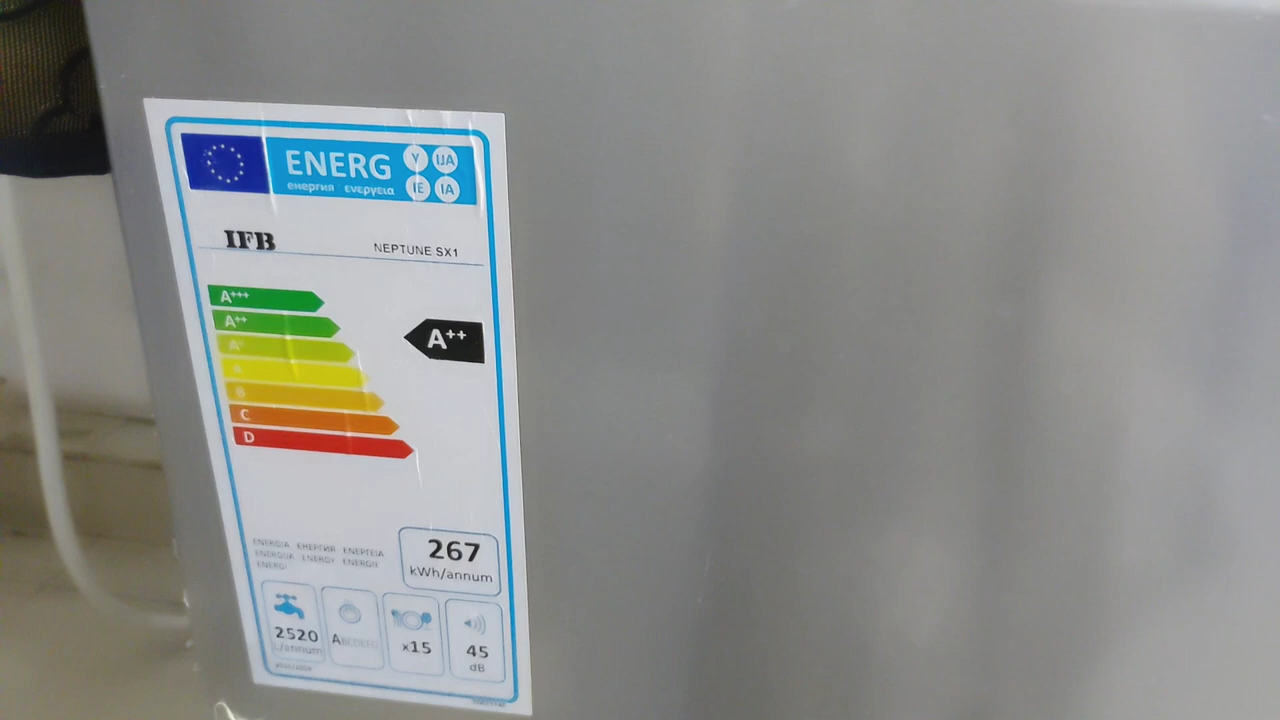 ENERG Y IJA
енергия ενεργεια IE IA
IFB
NEPTUNE SX1
A+++
A++
A+
A
B
C
D
A++
ENERGIA ЕНЕРГИЯ ΕΝΕΡΓΕΙΑ
ENERGIJA ENERGY ENERGIE
ENERGI
267
kWh/annum
2520
L/annum
ABCDEFG
x15
45
dB